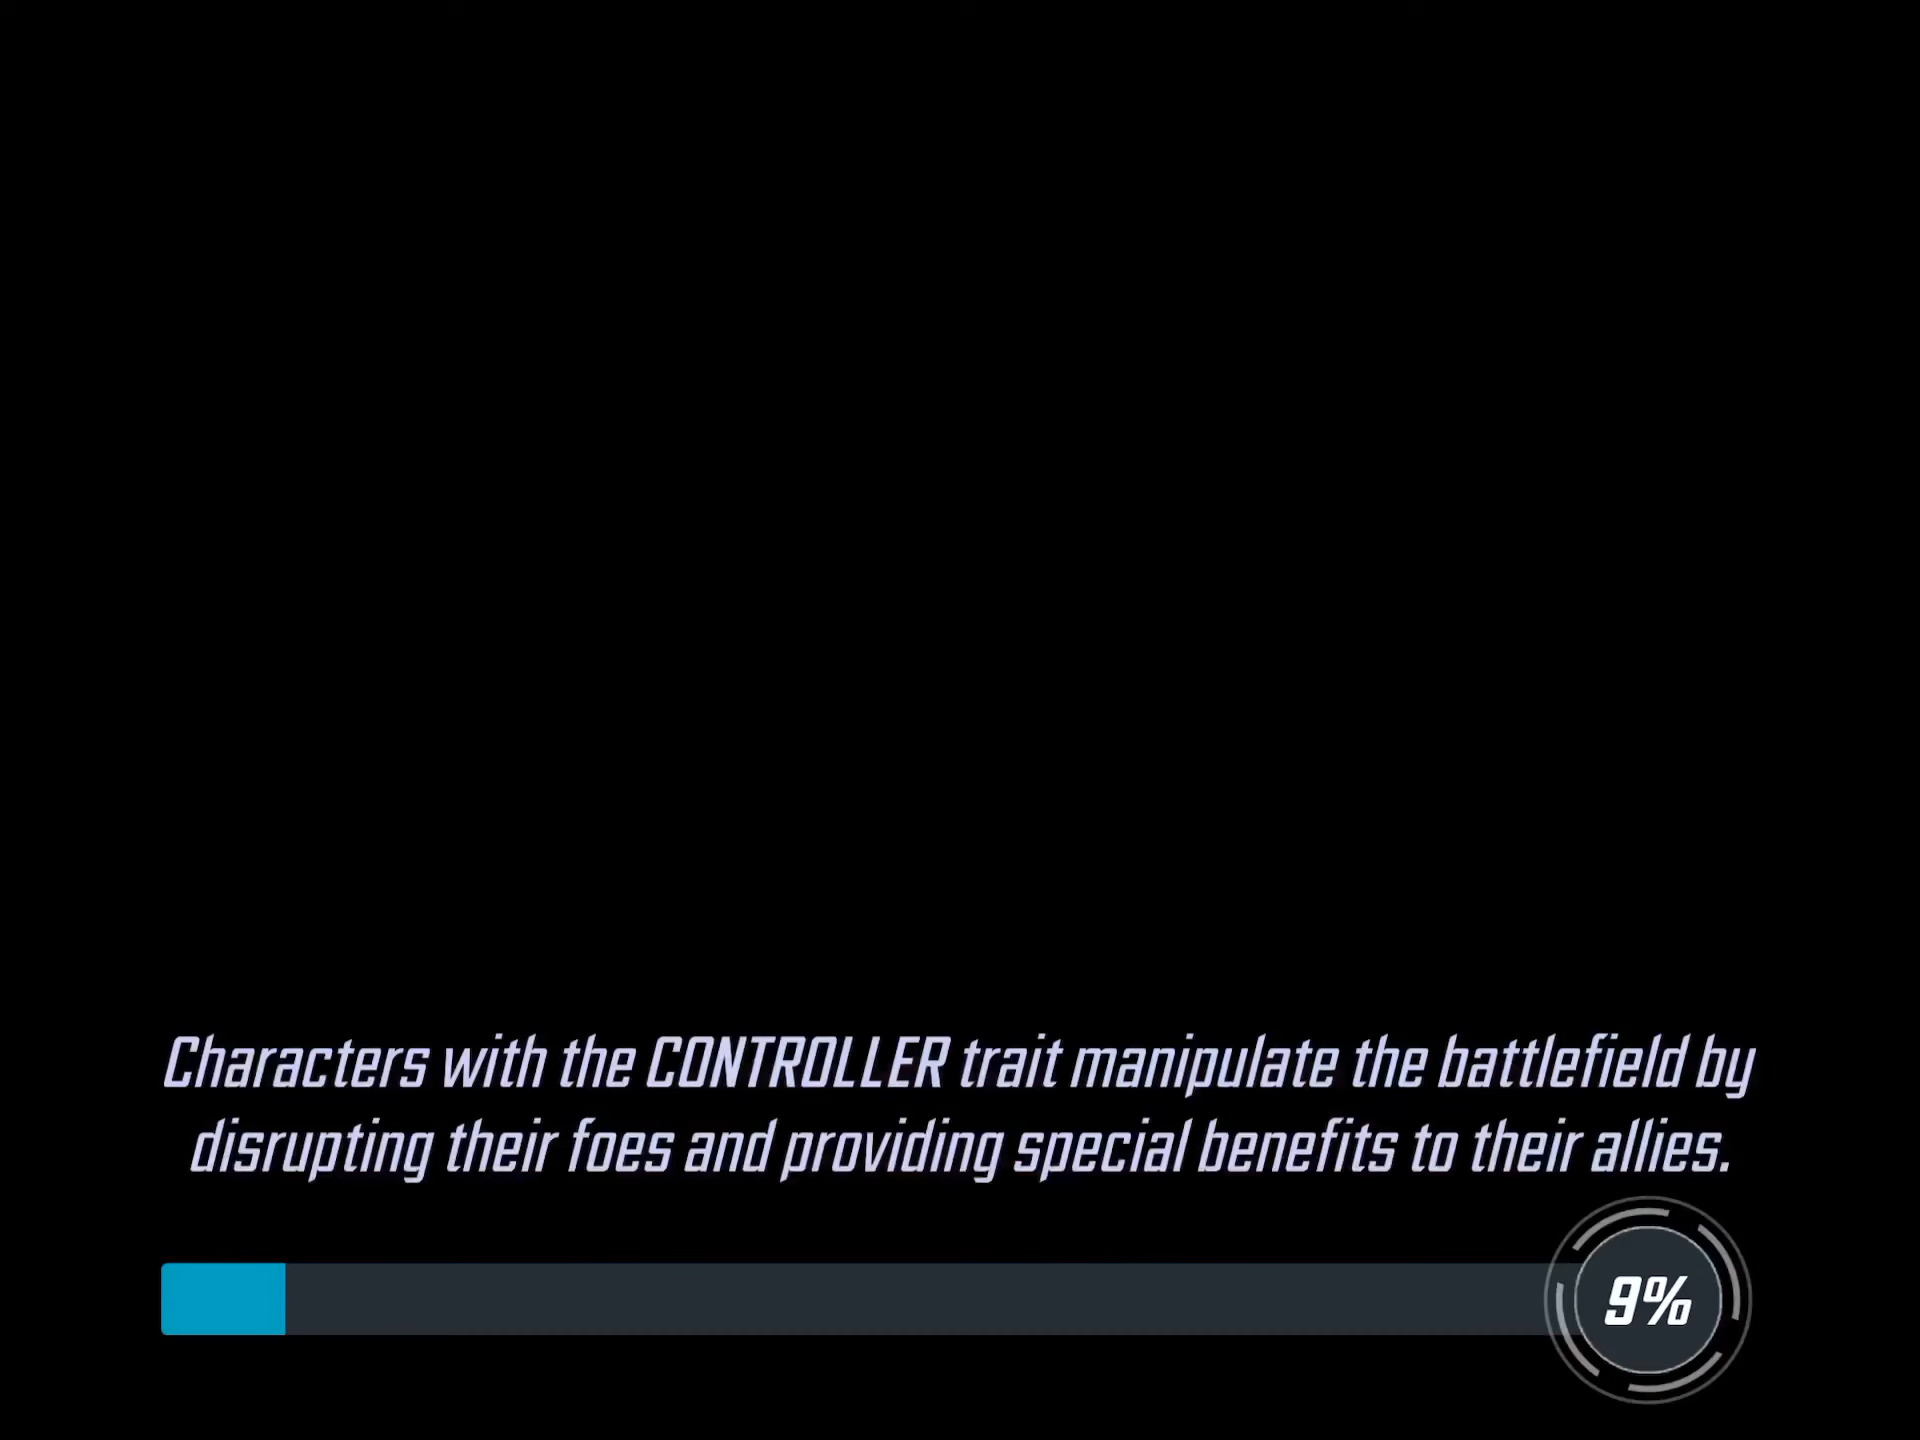 Characters with the CONTROLLER trait manipulate the battlefield by
disrupting their foes and providing special benefits to their allies.
9%